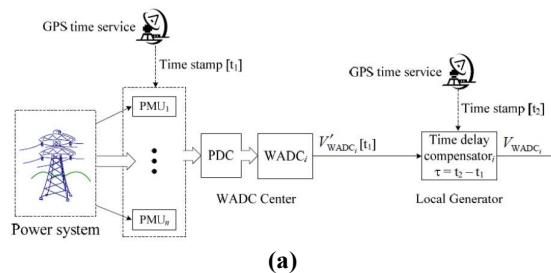 GPS time service
Time stamp [t₁]
GPS time service
Time stamp [t₂]
PMU₁
PDC
WADCᵢ
V′WADCᵢ [t₁]
Time delay
compensatorᵢ
τ = t₂ − t₁
VWADCᵢ
WADC Center
Local Generator
PMUₙ
Power system
(a)